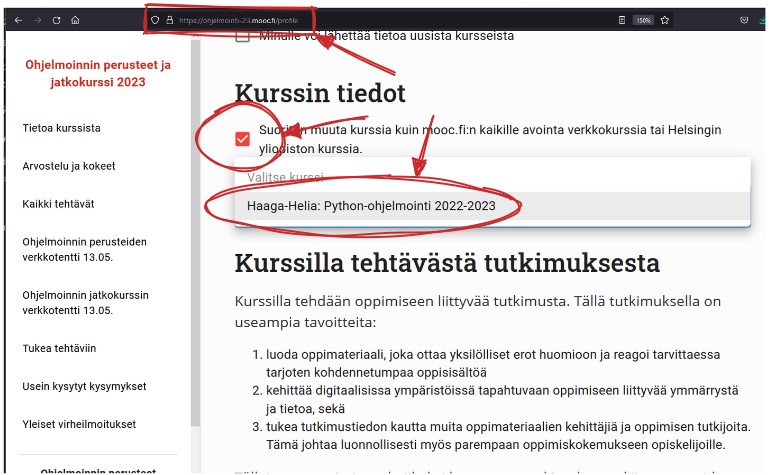 https://ohjelmointi-23.mooc.fi/profile
150%
Minulle voi lähettää tietoa uusista kursseista
Ohjelmoinnin perusteet ja
jatkokurssi 2023
Tietoa kurssista
Arvostelu ja kokeet
Kaikki tehtävät
Ohjelmoinnin perusteiden
verkkotentti 13.05.
Ohjelmoinnin jatkokurssin
verkkotentti 13.05.
Tukea tehtäviin
Usein kysytyt kysymykset
Yleiset virheilmoitukset
Ohjelmoinnin perusteet
Kurssin tiedot
Suoritan muuta kurssia kuin mooc.fi:n kaikille avointa verkkokurssia tai Helsingin
yliopiston kurssia.
Valitse kurssi
Haaga-Helia: Python-ohjelmointi 2022-2023
Kurssilla tehtävästä tutkimuksesta
Kurssilla tehdään oppimiseen liittyvää tutkimusta. Tällä tutkimuksella on
useampia tavoitteita:
1. luoda oppimateriaali, joka ottaa yksilölliset erot huomioon ja reagoi tarvittaessa
tarjoten kohdennetumpaa oppisisältöä
2. kehittää digitaalisissa ympäristöissä tapahtuvaan oppimiseen liittyvää ymmärrystä
ja tietoa, sekä
3. tukea tutkimustiedon kautta muita oppimateriaalien kehittäjiä ja oppimisen tutkijoita.
Tämä johtaa luonnollisesti myös parempaan oppimiskokemukseen opiskelijoille.